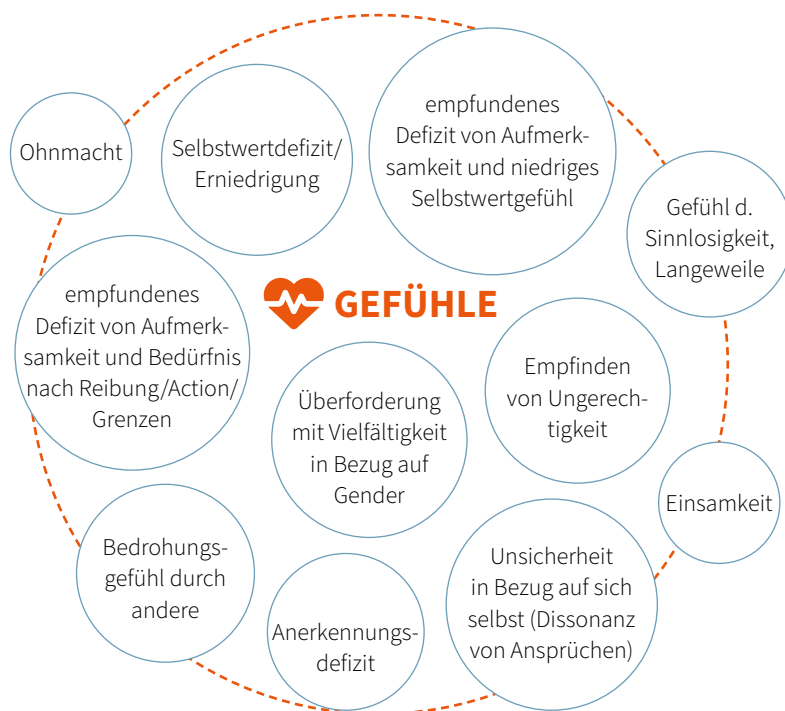 Ohnmacht
Selbstwertdefizit/
Erniedrigung
empfundenes
Defizit von Aufmerk-
samkeit und niedriges
Selbstwertgefühl
Gefühl d.
Sinnlosigkeit,
Langeweile
empfundenes
Defizit von Aufmerk-
samkeit und Bedürfnis
nach Reibung/Action/
Grenzen
GEFÜHLE
Überforderung
mit Vielfältigkeit
in Bezug auf
Gender
Empfinden
von Ungerech-
tigkeit
Einsamkeit
Bedrohungs-
gefühl durch
andere
Anerkennungs-
defizit
Unsicherheit
in Bezug auf sich
selbst (Dissonanz
von Ansprüchen)